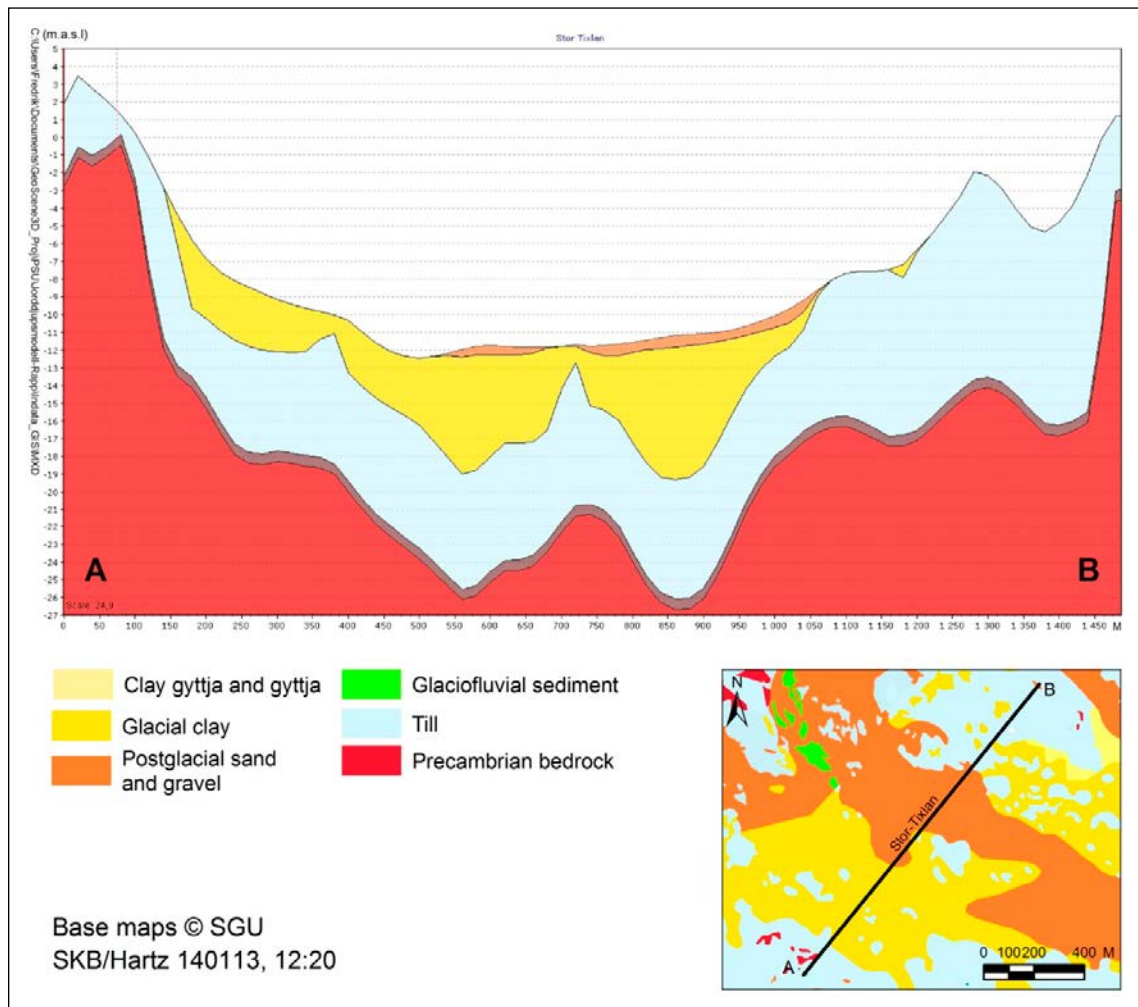 (m.a.s.l)
Stor Tixlan
C:\Users\Fredrik\Documents\GeoScene3D_Proj\PSU\Jorddjupsmodell-Rapp\Indata_GIS\MXD
5
4
3
2
1
0
-1
-2
-3
-4
-5
-6
-7
-8
-9
-10
-11
-12
-13
-14
-15
-16
-17
-18
-19
-20
-21
-22
-23
-24
-25
-26
-27
A
B
Scale: 24,9
0 50 100 150 200 250 300 350 400 450 500 550 600 650 700 750 800 850 900 950 1 000 1 050 1 100 1 150 1 200 1 250 1 300 1 350 1 400 1 450 M
Clay gyttja and gyttja
Glacial clay
Postglacial sand
and gravel
Glaciofluvial sediment
Till
Precambrian bedrock
N
B
Stor-Tixlan
A
0 100 200 400 M
Base maps © SGU
SKB/Hartz 140113, 12:20